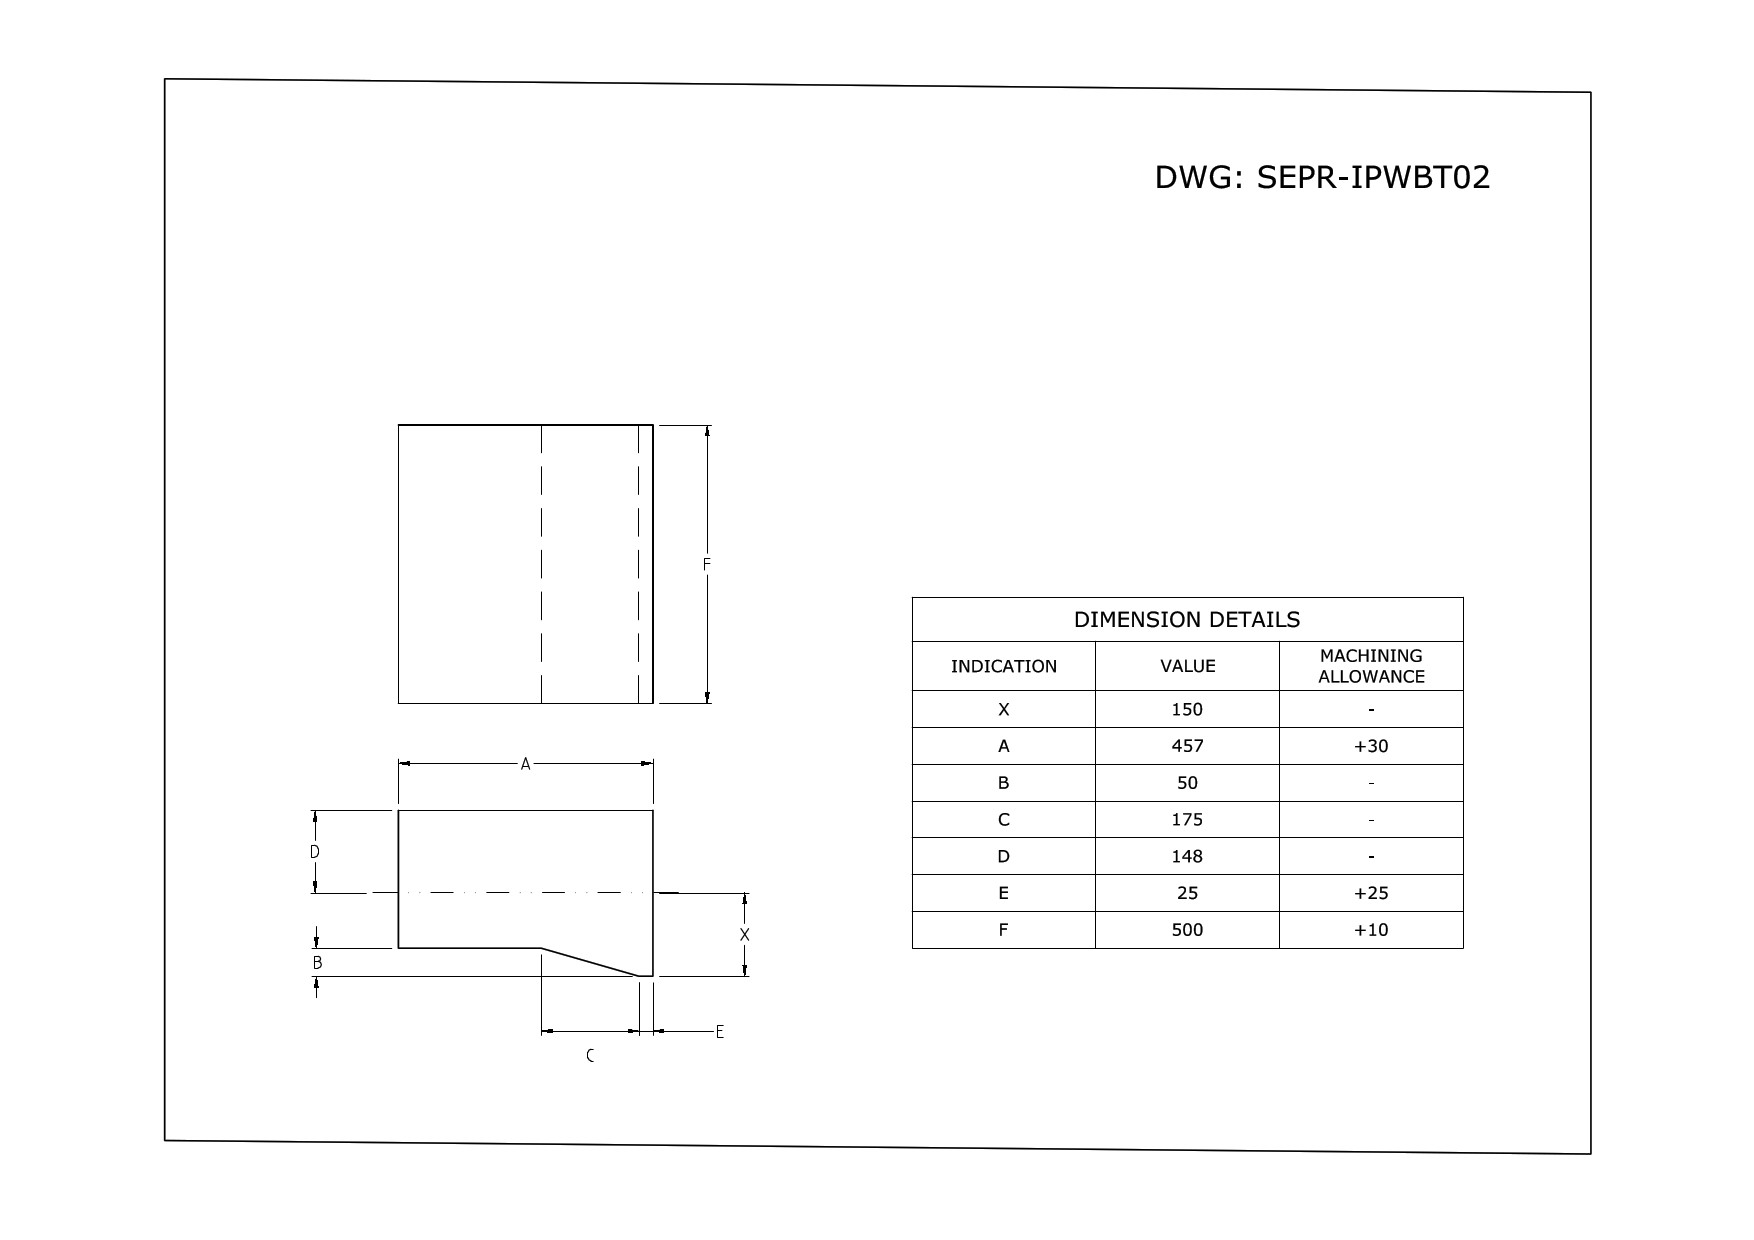 DWG: SEPR-IPWBT02
F
A
D
X
B
E
C
DIMENSION DETAILS
INDICATION VALUE MACHINING ALLOWANCE
X 150 -
A 457 +30
B 50 -
C 175 -
D 148 -
E 25 +25
F 500 +10